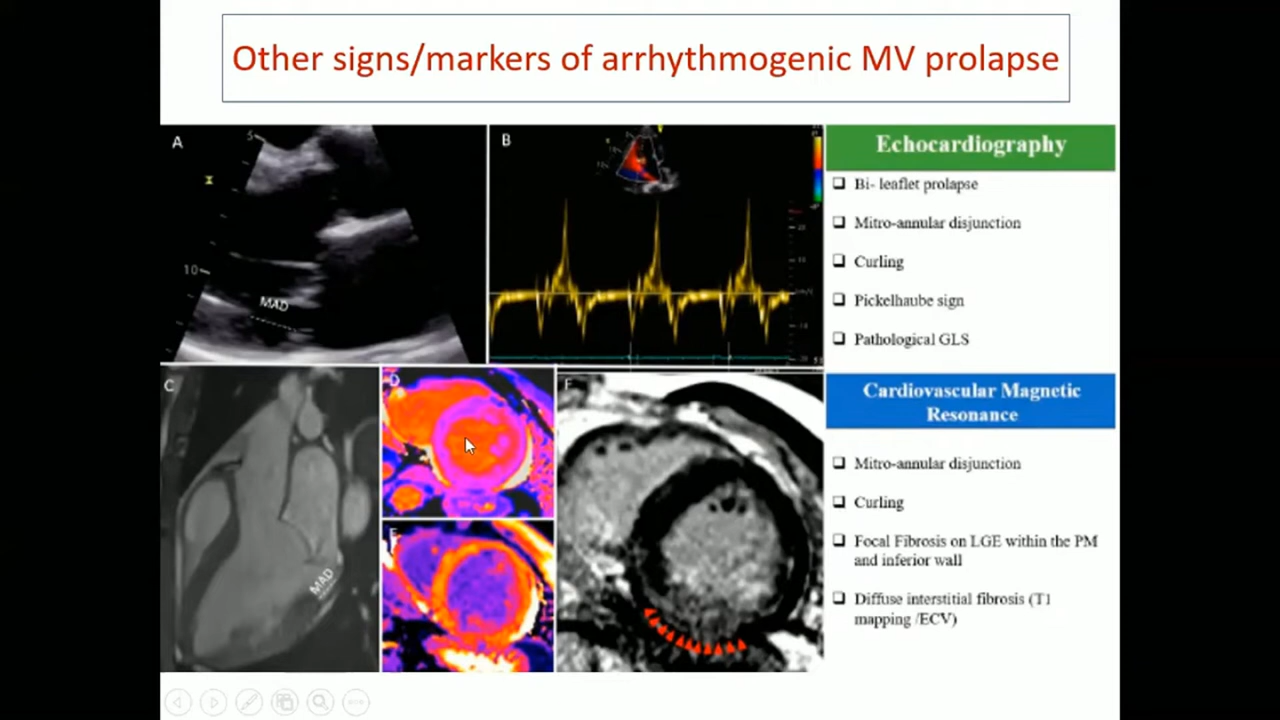 Other signs/markers of arrhythmogenic MV prolapse
A
5
10
MAD
B
Echocardiography
Bi- leaflet prolapse
Mitro-annular disjunction
Curling
Pickelhaube sign
Pathological GLS
C
MAD
D
E
F
Cardiovascular Magnetic
Resonance
Mitro-annular disjunction
Curling
Focal Fibrosis on LGE within the PM
and inferior wall
Diffuse interstitial fibrosis (T1
mapping /ECV)